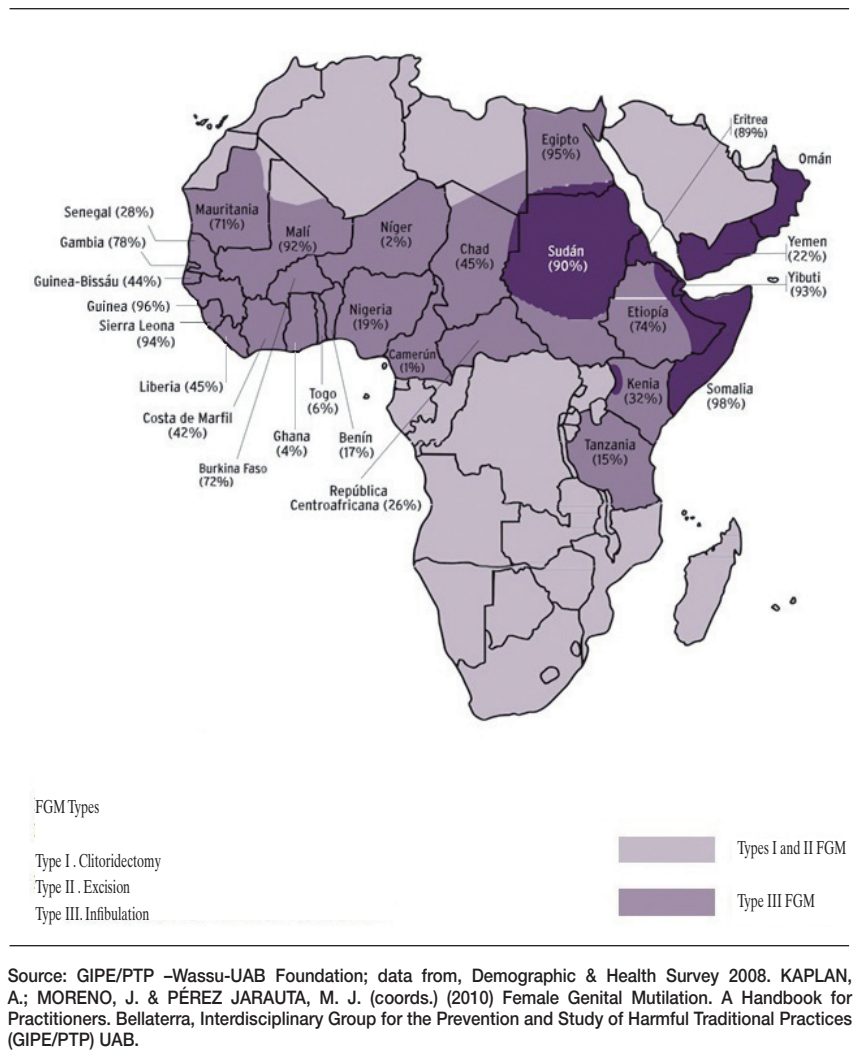 Eritrea
(89%)
Egipto
(95%)
Omán
Mauritania
(71%)
Senegal (28%)
Gambia (78%)
Malí
(92%)
Níger
(2%)
Chad
(45%)
Sudán
(90%)
Yemen
(22%)
Yibuti
(93%)
Guinea-Bissáu (44%)
Guinea (96%)
Sierra Leona
(94%)
Nigeria
(19%)
Etiopía
(74%)
Camerún
(1%)
Liberia (45%)
Togo
(6%)
Kenia
(32%)
Somalia
(98%)
Costa de Marfil
(42%)
Ghana
(4%)
Benín
(17%)
Tanzania
(15%)
Burkina Faso
(72%)
República
Centroafricana (26%)
FGM Types
Type I . Clitoridectomy
Type II . Excision
Type III. Infibulation
Types I and II FGM
Type III FGM
Source: GIPE/PTP –Wassu-UAB Foundation; data from, Demographic & Health Survey 2008. KAPLAN,
A.; MORENO, J. & PÉREZ JARAUTA, M. J. (coords.) (2010) Female Genital Mutilation. A Handbook for
Practitioners. Bellaterra, Interdisciplinary Group for the Prevention and Study of Harmful Traditional Practices
(GIPE/PTP) UAB.